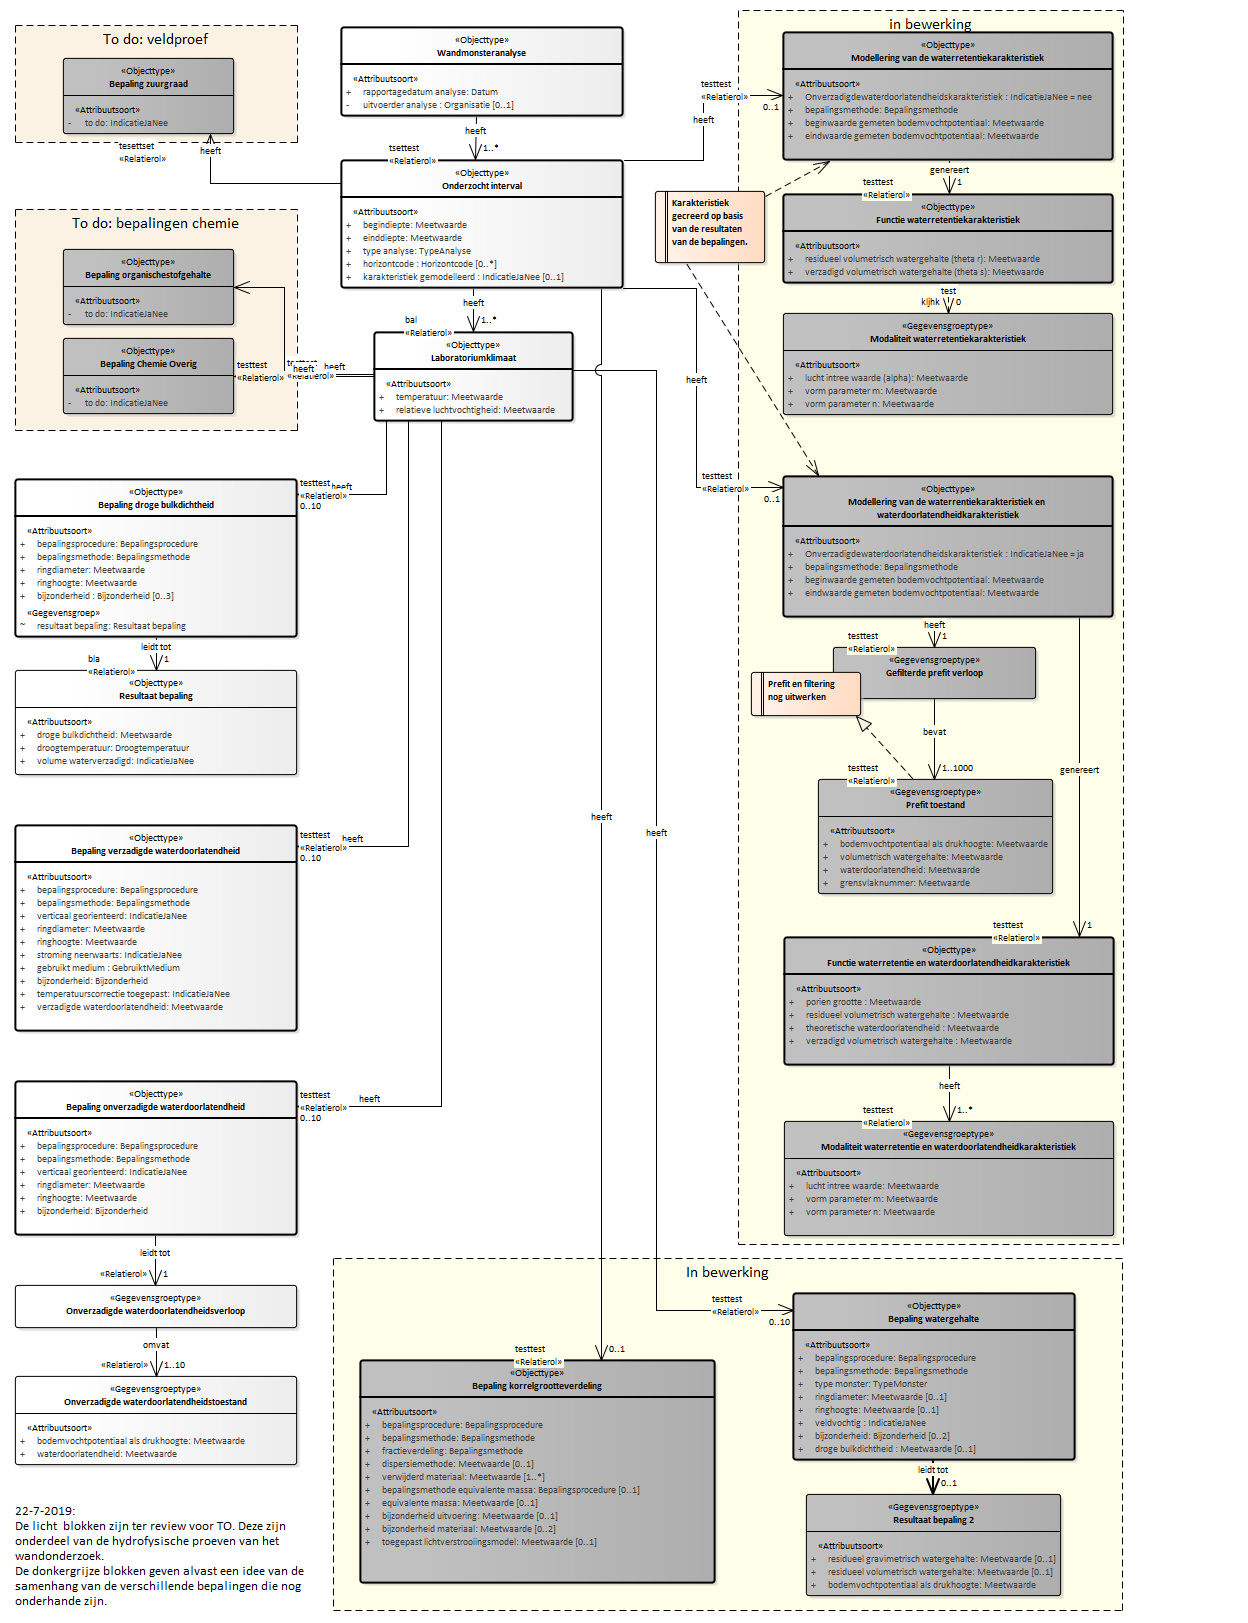 To do: veldproef
«Objecttype»
Bepaling zuurgraad
«Attribuutsoort»
- to do: IndicatieJaNee
tesettset
«Relatierol»
heeft
«Objecttype»
Wandmonsteranalyse
«Attribuutsoort»
+ rapportagedatum analyse: Datum
- uitvoerder analyse : Organisatie [0..1]
heeft
1..*
tsettest
«Relatierol»
«Objecttype»
Onderzocht interval
«Attribuutsoort»
+ begindiepte: Meetwaarde
+ einddiepte: Meetwaarde
+ type analyse: TypeAnalyse
+ horizontcode : Horizontcode [0..*]
+ karakteristiek gemodelleerd : IndicatieJaNee [0..1]
heeft
1..*
bal
«Relatierol»
«Objecttype»
Laboratoriumklimaat
«Attribuutsoort»
+ temperatuur: Meetwaarde
+ relatieve luchtvochtigheid: Meetwaarde
To do: bepalingen chemie
«Objecttype»
Bepaling organischestofgehalte
«Attribuutsoort»
- to do: IndicatieJaNee
«Objecttype»
Bepaling Chemie Overig
«Attribuutsoort»
- to do: IndicatieJaNee
testtest
«Relatierol»
heeft
heeft
testtest
«Relatierol»
0..10
heeft
«Objecttype»
Bepaling droge bulkdichtheid
«Attribuutsoort»
+ bepalingsprocedure: Bepalingsprocedure
+ bepalingsmethode: Bepalingsmethode
+ ringdiameter: Meetwaarde
+ ringhoogte: Meetwaarde
+ bijzonderheid : Bijzonderheid [0..3]
«Gegevensgroep»
~ resultaat bepaling: Resultaat bepaling
leidt tot
1
bla
«Relatierol»
«Objecttype»
Resultaat bepaling
«Attribuutsoort»
+ droge bulkdichtheid: Meetwaarde
+ droogtemperatuur: Droogtemperatuur
+ volume waterverzadigd: IndicatieJaNee
testtest
«Relatierol»
0..10
heeft
«Objecttype»
Bepaling verzadigde waterdoorlatendheid
«Attribuutsoort»
+ bepalingsprocedure: Bepalingsprocedure
+ bepalingsmethode: Bepalingsmethode
+ verticaal georienteerd: IndicatieJaNee
+ ringdiameter: Meetwaarde
+ ringhoogte: Meetwaarde
+ stroming neerwaarts: IndicatieJaNee
+ gebruikt medium : GebruiktMedium
+ bijzonderheid: Bijzonderheid
+ temperatuurscorrectie toegepast: IndicatieJaNee
+ verzadigde waterdoorlatendheid: Meetwaarde
testtest
«Relatierol»
0..10
heeft
«Objecttype»
Bepaling onverzadigde waterdoorlatendheid
«Attribuutsoort»
+ bepalingsprocedure: Bepalingsprocedure
+ bepalingsmethode: Bepalingsmethode
+ verticaal georienteerd: IndicatieJaNee
+ ringdiameter: Meetwaarde
+ ringhoogte: Meetwaarde
+ bijzonderheid: Bijzonderheid
leidt tot
«Relatierol» 1
«Gegevensgroeptype»
Onverzadigde waterdoorlatendheidsverloop
omvat
«Relatierol» 1..10
«Gegevensgroeptype»
Onverzadigde waterdoorlatendheidstoestand
«Attribuutsoort»
+ bodemvochtpotentiaal als drukhoogte: Meetwaarde
+ waterdoorlatendheid: Meetwaarde
22-7-2019:
De licht blokken zijn ter review voor TO. Deze zijn
onderdeel van de hydrofysische proeven van het
wandonderzoek.
De donkergrijze blokken geven alvast een idee van de
samenhang van de verschillende bepalingen die nog
onderhande zijn.
in bewerking
testtest
«Relatierol»
0..1
heeft
«Objecttype»
Modellering van de waterretentiekarakteristiek
«Attribuutsoort»
+ Onverzadigdewaterdoorlatendheidskarakteristiek : IndicatieJaNee = nee
+ bepalingsmethode: Bepalingsmethode
+ beginwaarde gemeten bodemvochtpotentiaal: Meetwaarde
+ eindwaarde gemeten bodemvochtpotentiaal: Meetwaarde
genereert
1
testtest
«Relatierol»
Karakteristiek
gecreerd op basis
van de resultaten
van de bepalingen.
«Objecttype»
Functie waterretentiekarakteristiek
«Attribuutsoort»
+ residueel volumetrisch watergehalte (theta r): Meetwaarde
+ verzadigd volumetrisch watergehalte (theta s): Meetwaarde
test
kljhk 0
«Gegevensgroeptype»
Modaliteit waterretentiekarakteristiek
«Attribuutsoort»
+ lucht intree waarde (alpha): Meetwaarde
+ vorm parameter m: Meetwaarde
+ vorm parameter n: Meetwaarde
heeft
testtest
«Relatierol»
0..1
«Objecttype»
Modellering van de waterrentiekarakteristiek en
waterdoorlatendheidkarakteristiek
«Attribuutsoort»
+ Onverzadigdewaterdoorlatendheidskarakteristiek : IndicatieJaNee = ja
+ bepalingsmethode: Bepalingsmethode
+ beginwaarde gemeten bodemvochtpotentiaal: Meetwaarde
+ eindwaarde gemeten bodemvochtpotentiaal: Meetwaarde
heeft
1
testtest
«Relatierol»
«Gegevensgroeptype»
Gefilterde prefit verloop
Prefit en filtering
nog uitwerken
bevat
1..1000
testtest
«Relatierol»
genereert
«Gegevensgroeptype»
Prefit toestand
«Attribuutsoort»
+ bodemvochtpotentiaal als drukhoogte: Meetwaarde
+ volumetrisch watergehalte: Meetwaarde
+ waterdoorlatendheid: Meetwaarde
+ grensvlaknummer: Meetwaarde
testtest
«Relatierol»
1
«Objecttype»
Functie waterretentie en waterdoorlatendheidkarakteristiek
«Attribuutsoort»
+ porien grootte : Meetwaarde
+ residueel volumetrisch watergehalte : Meetwaarde
+ theoretische waterdoorlatendheid : Meetwaarde
+ verzadigd volumetrisch watergehalte : Meetwaarde
heeft
1..*
testtest
«Relatierol»
«Gegevensgroeptype»
Modaliteit waterretentie en waterdoorlatendheidkarakteristiek
«Attribuutsoort»
+ lucht intree waarde: Meetwaarde
+ vorm parameter m: Meetwaarde
+ vorm parameter n: Meetwaarde
heeft
heeft
In bewerking
testtest
«Relatierol»
0..1
«Objecttype»
Bepaling korrelgrootteverdeling
«Attribuutsoort»
+ bepalingsprocedure: Bepalingsprocedure
+ bepalingsmethode: Bepalingsmethode
+ fractieverdeling: Bepalingsmethode
+ dispersiemethode: Meetwaarde [0..1]
+ verwijderd materiaal: Meetwaarde [1..*]
+ bepalingsmethode equivalente massa: Bepalingsprocedure [0..1]
+ equivalente massa: Meetwaarde [0..1]
+ bijzonderheid uitvoering: Meetwaarde [0..1]
+ bijzonderheid materiaal: Meetwaarde [0..2]
+ toegepast lichtverstrooiingsmodel: Meetwaarde [0..1]
testtest
«Relatierol»
0..10
«Objecttype»
Bepaling watergehalte
«Attribuutsoort»
+ bepalingsprocedure: Bepalingsprocedure
+ bepalingsmethode: Bepalingsmethode
+ type monster: TypeMonster
+ ringdiameter: Meetwaarde [0..1]
+ ringhoogte: Meetwaarde [0..1]
+ veldvochtig : IndicatieJaNee
+ bijzonderheid: Bijzonderheid [0..2]
+ droge bulkdichtheid : Meetwaarde [0..1]
leidt tot
0..1
«Gegevensgroeptype»
Resultaat bepaling 2
«Attribuutsoort»
+ residueel gravimetrisch watergehalte: Meetwaarde [0..1]
+ residueel volumetrisch watergehalte: Meetwaarde [0..1]
+ bodemvochtpotentiaal als drukhoogte: Meetwaarde